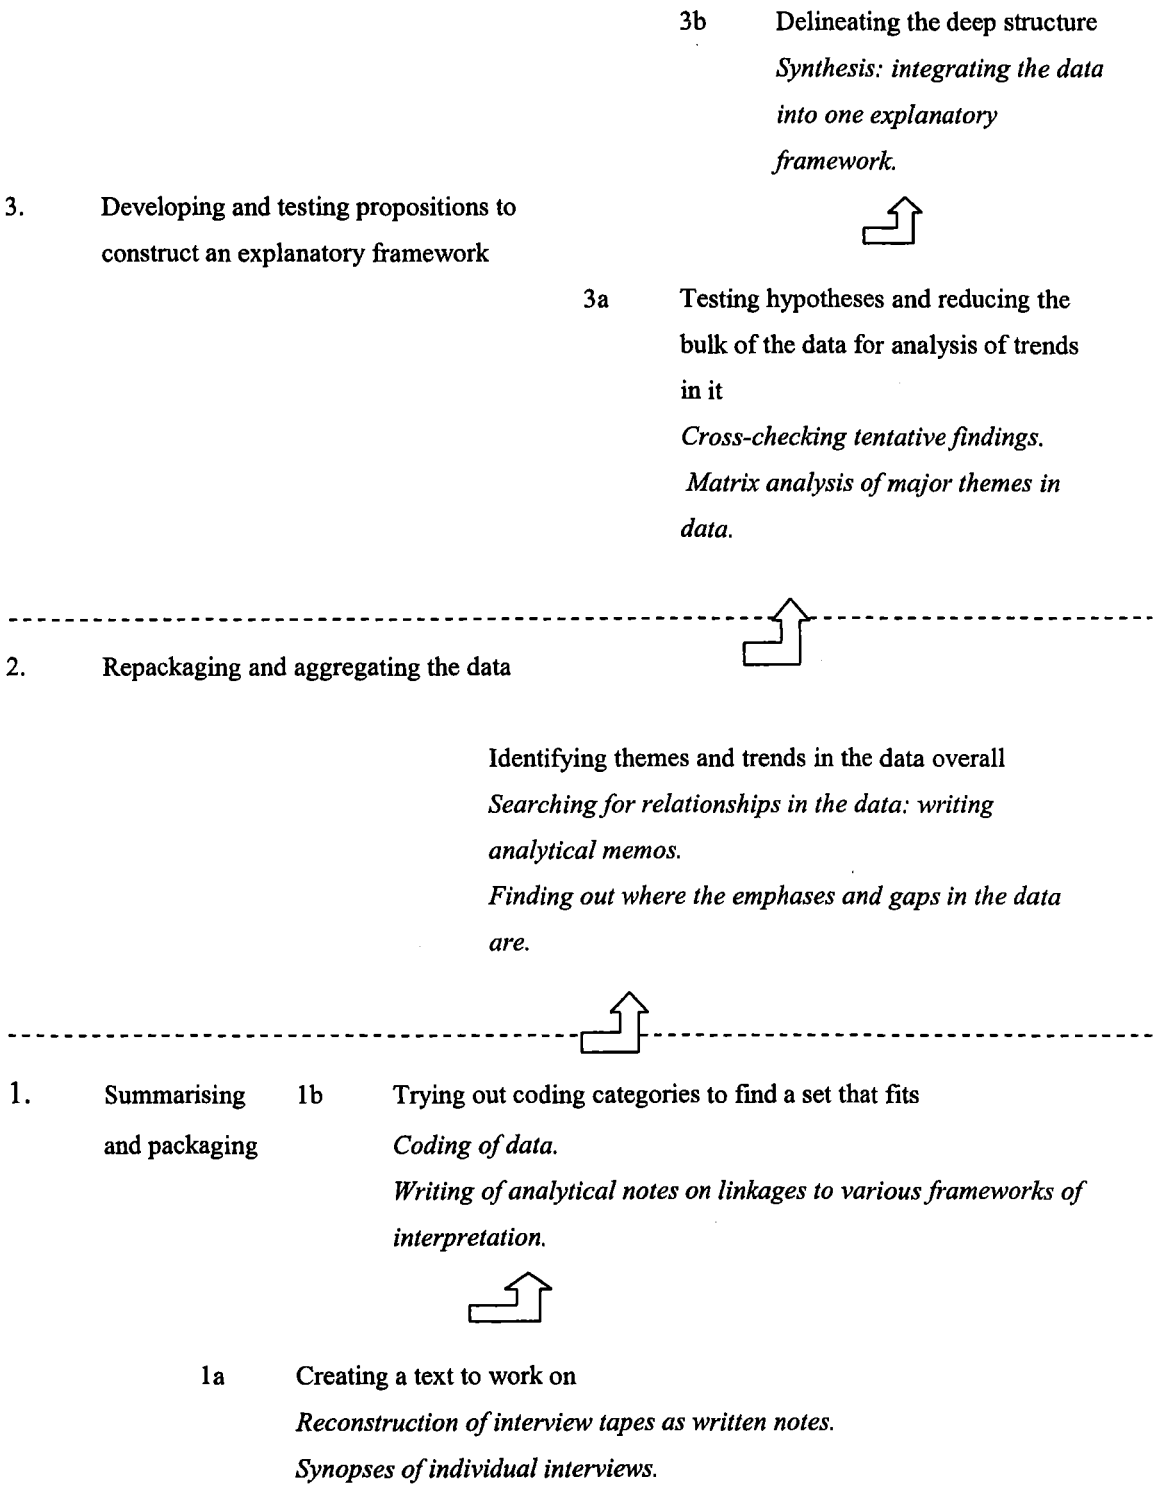 3b Delineating the deep structure
Synthesis: integrating the data
into one explanatory
framework.
3. Developing and testing propositions to
construct an explanatory framework
3a Testing hypotheses and reducing the
bulk of the data for analysis of trends
in it
Cross-checking tentative findings.
Matrix analysis of major themes in
data.
2. Repackaging and aggregating the data
Identifying themes and trends in the data overall
Searching for relationships in the data: writing
analytical memos.
Finding out where the emphases and gaps in the data
are.
1. Summarising 1b Trying out coding categories to find a set that fits
and packaging Coding of data.
Writing of analytical notes on linkages to various frameworks of
interpretation.
1a Creating a text to work on
Reconstruction of interview tapes as written notes.
Synopses of individual interviews.